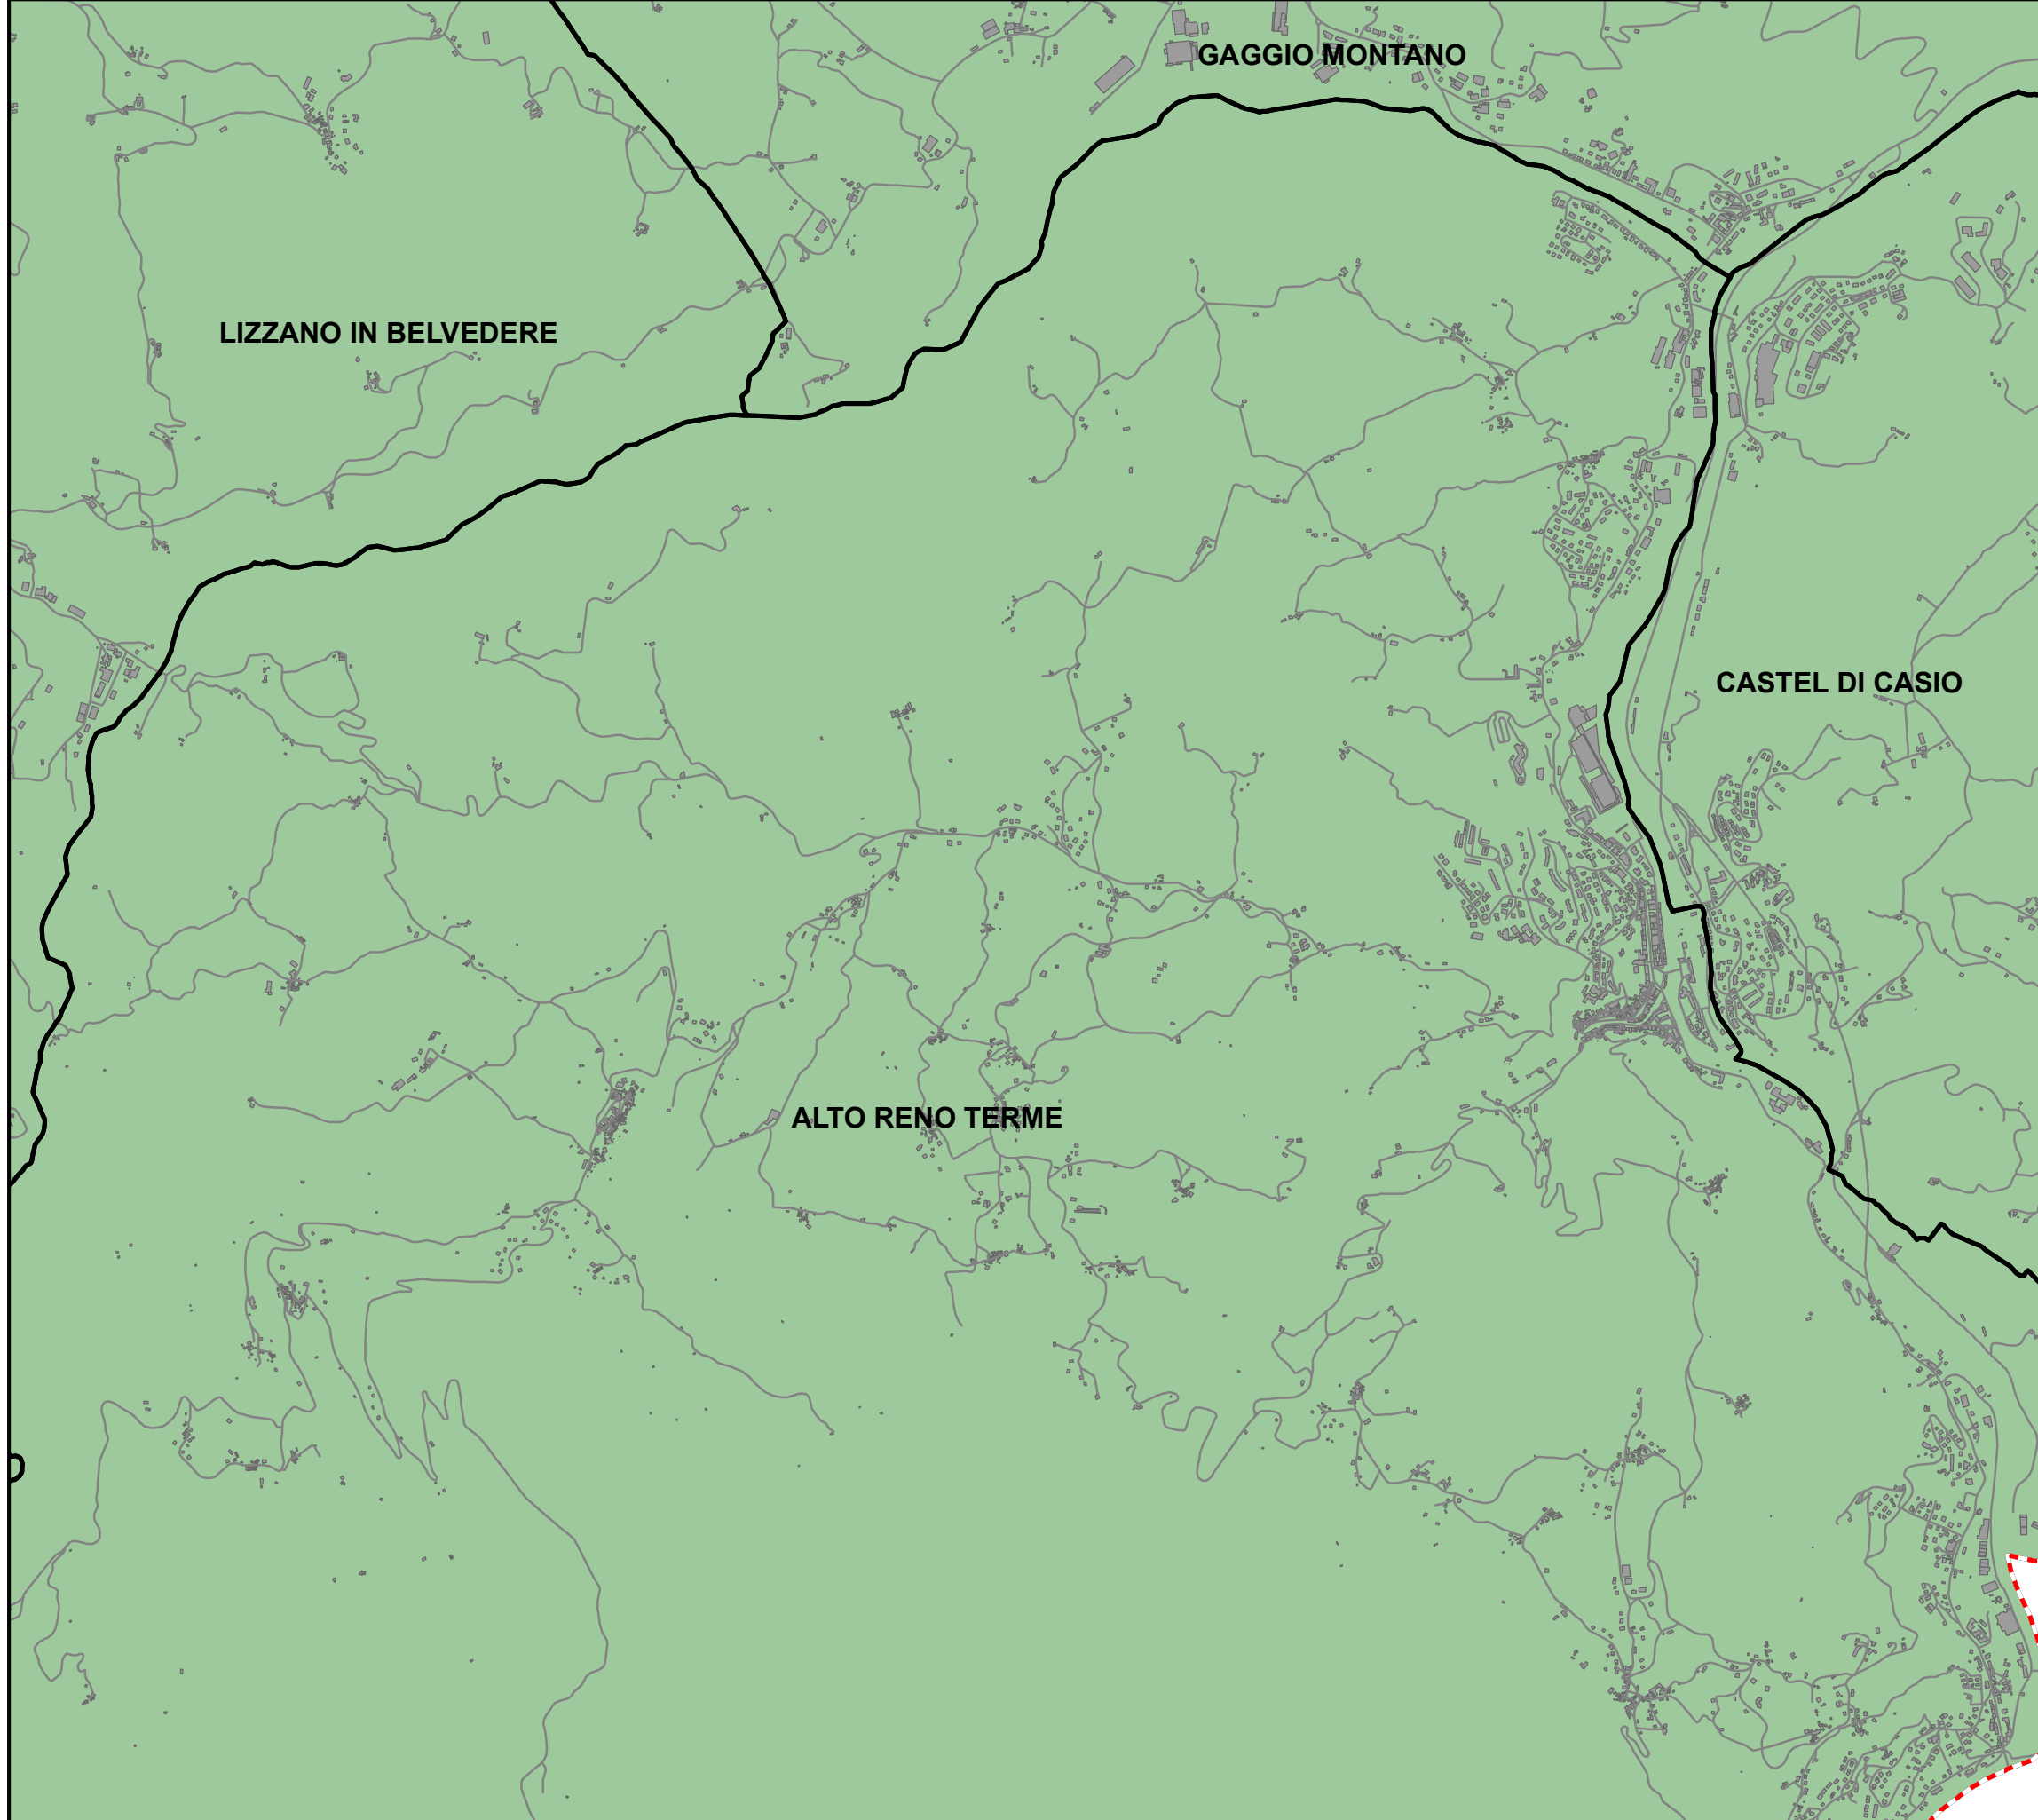 GAGGIO MONTANO
LIZZANO IN BELVEDERE
CASTEL DI CASIO
ALTO RENO TERME